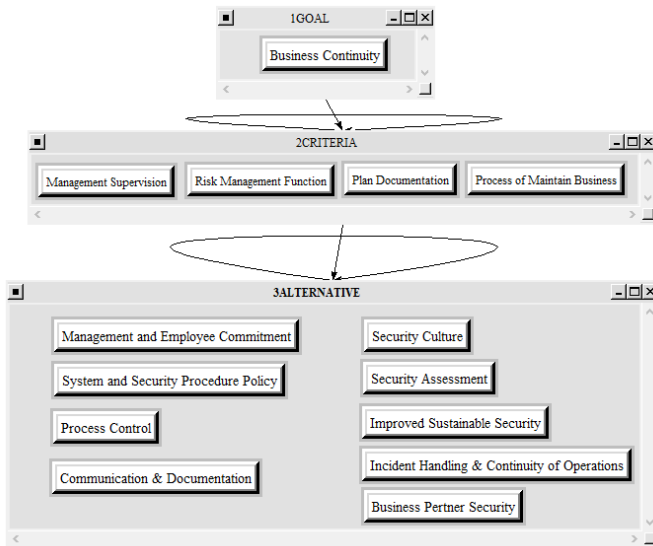 1GOAL
Business Continuity
2CRITERIA
Management Supervision
Risk Management Function
Plan Documentation
Process of Maintain Business
3ALTERNATIVE
Management and Employee Commitment
System and Security Procedure Policy
Process Control
Communication & Documentation
Security Culture
Security Assessment
Improved Sustainable Security
Incident Handling & Continuity of Operations
Business Pertner Security